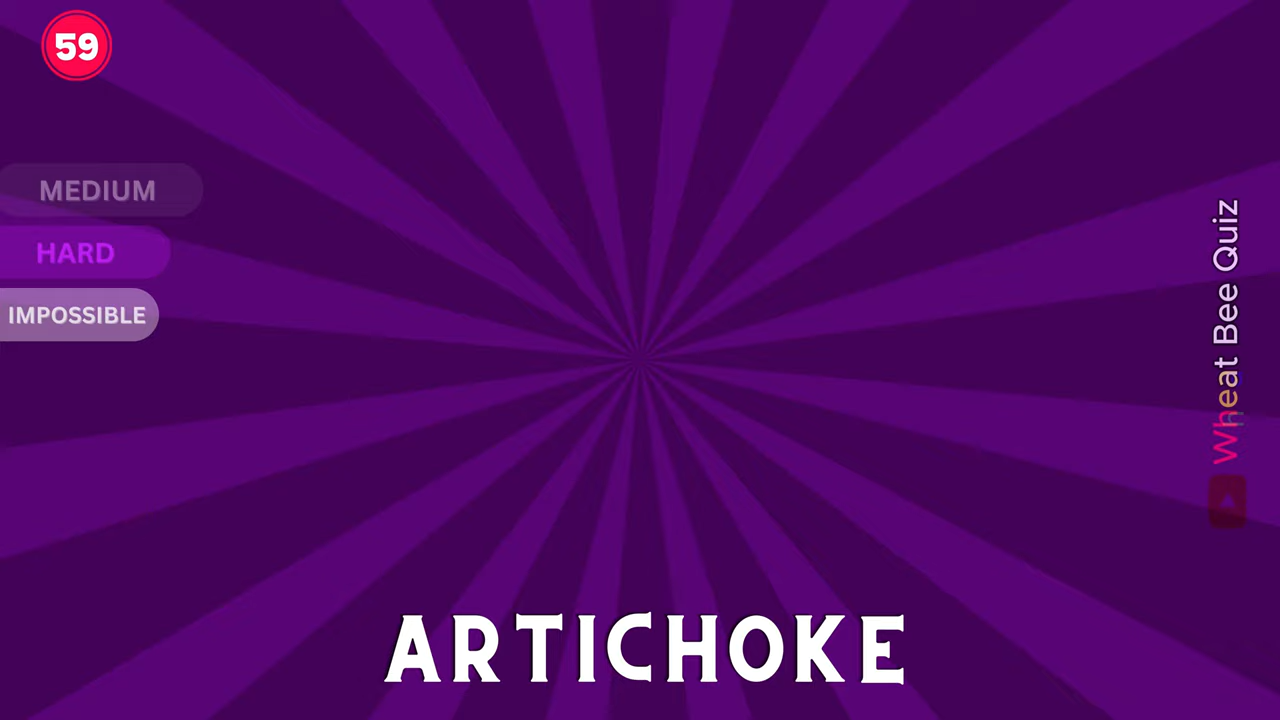 59
MEDIUM
HARD
IMPOSSIBLE
Wheat Bee Quiz
ARTICHOKE